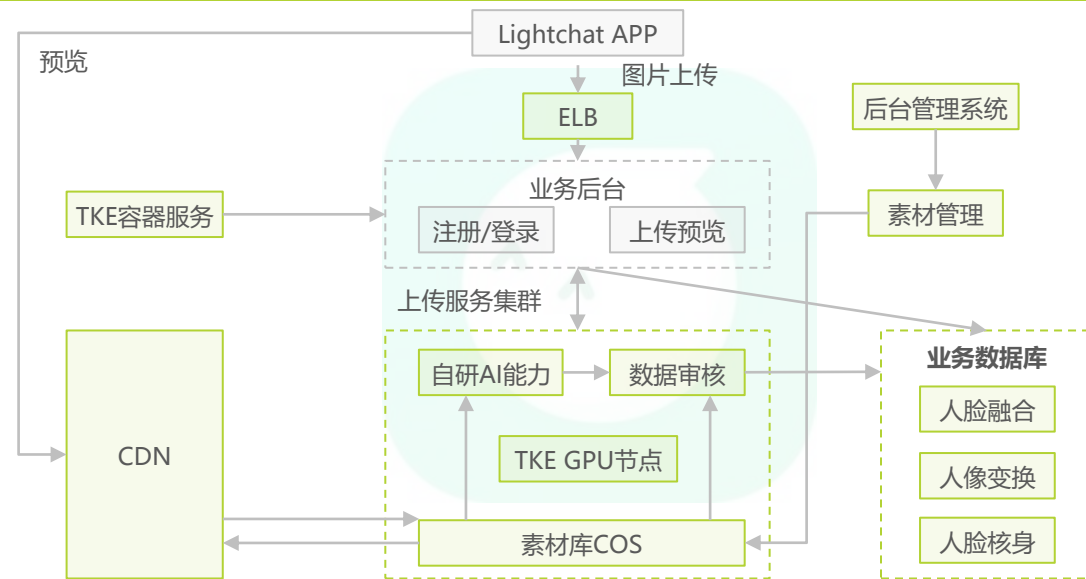 Lightchat APP
预览
图片上传
ELB
后台管理系统
业务后台
TKE容器服务
注册/登录
上传预览
素材管理
上传服务集群
业务数据库
自研AI能力
数据审核
人脸融合
CDN
TKE GPU节点
人像变换
素材库COS
人脸核身